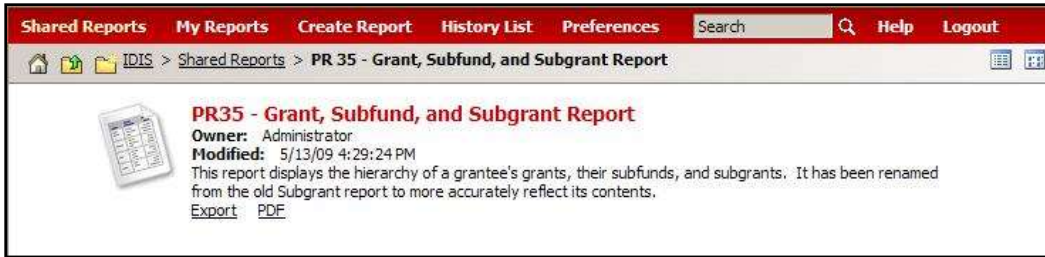 Shared Reports My Reports Create Report History List Preferences Search Help Logout
IDIS > Shared Reports > PR 35 - Grant, Subfund, and Subgrant Report
PR35 - Grant, Subfund, and Subgrant Report
Owner: Administrator
Modified: 5/13/09 4:29:24 PM
This report displays the hierarchy of a grantee's grants, their subfunds, and subgrants. It has been renamed
from the old Subgrant report to more accurately reflect its contents.
Export PDF